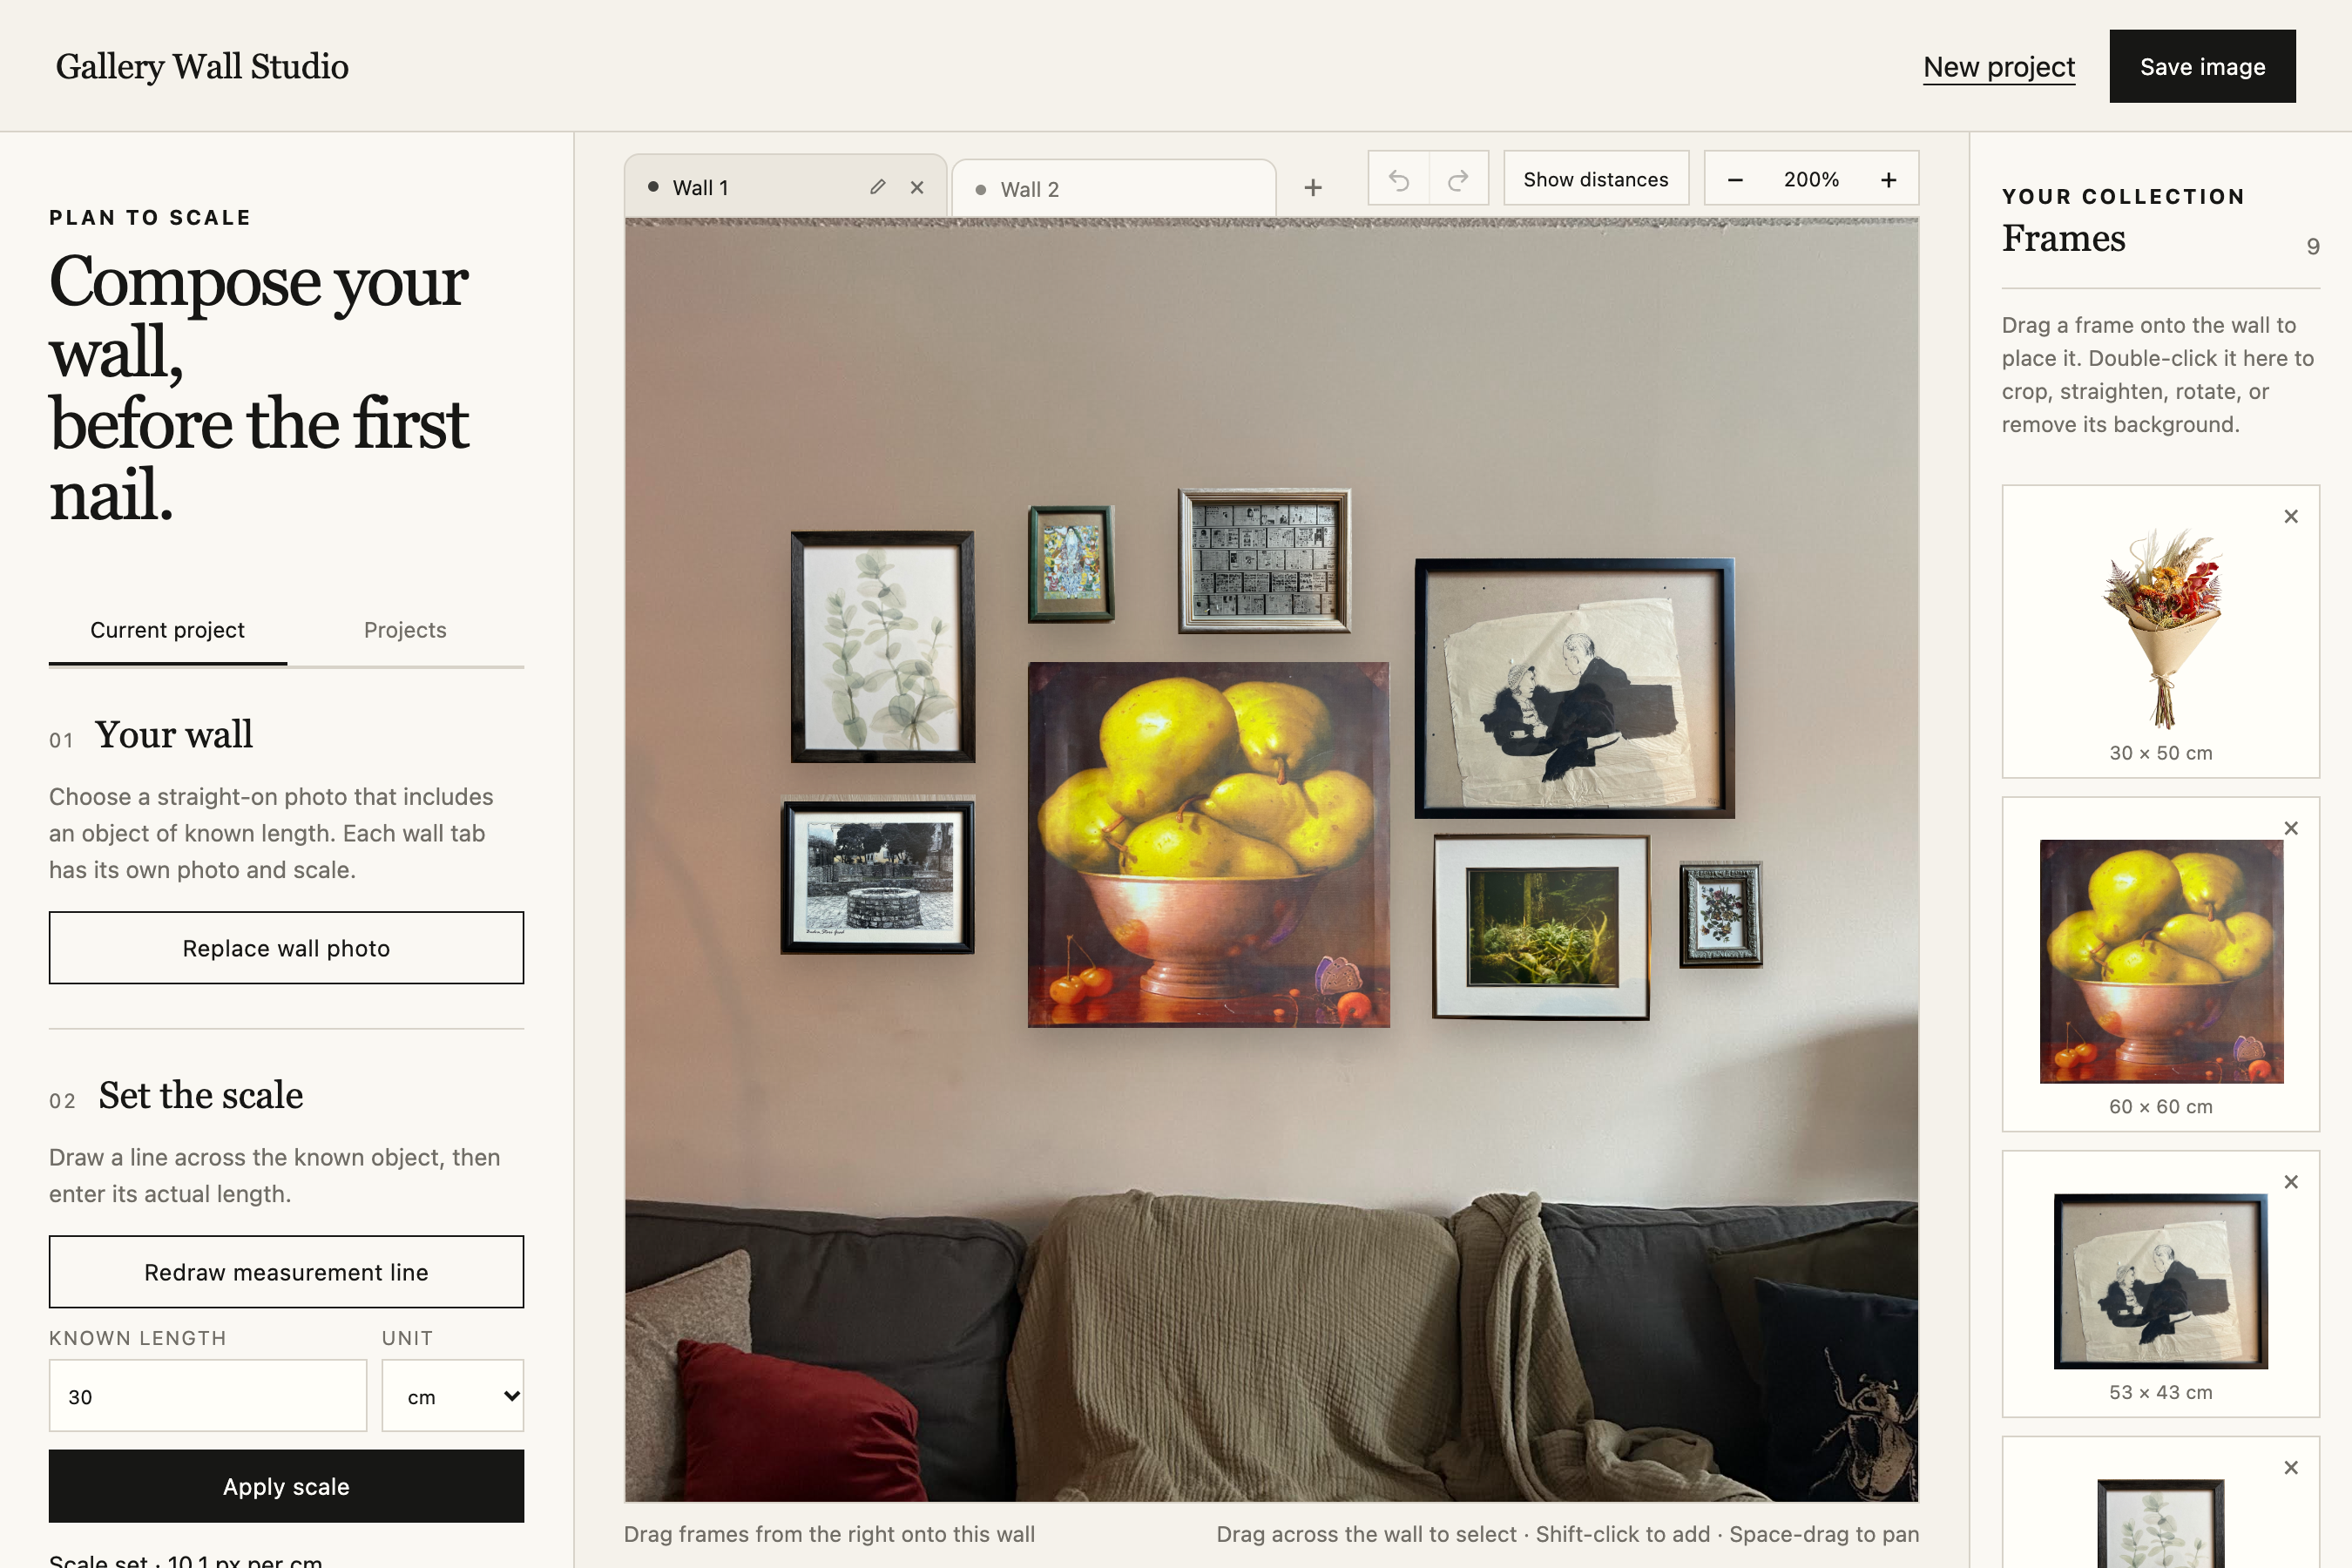 Gallery Wall Studio
New project
Save image
PLAN TO SCALE
Compose your
wall,
before the first
nail.
Current project
Projects
01 Your wall
Choose a straight-on photo that includes
an object of known length. Each wall tab
has its own photo and scale.
Replace wall photo
02 Set the scale
Draw a line across the known object, then
enter its actual length.
Redraw measurement line
KNOWN LENGTH
UNIT
30
cm
Apply scale
Scale set · 10.1 px per cm
Wall 1
Wall 2
Show distances
200%
Drag frames from the right onto this wall
Drag across the wall to select · Shift-click to add · Space-drag to pan
YOUR COLLECTION
Frames
9
Drag a frame onto the wall to
place it. Double-click it here to
crop, straighten, rotate, or
remove its background.
30 × 50 cm
60 × 60 cm
53 × 43 cm